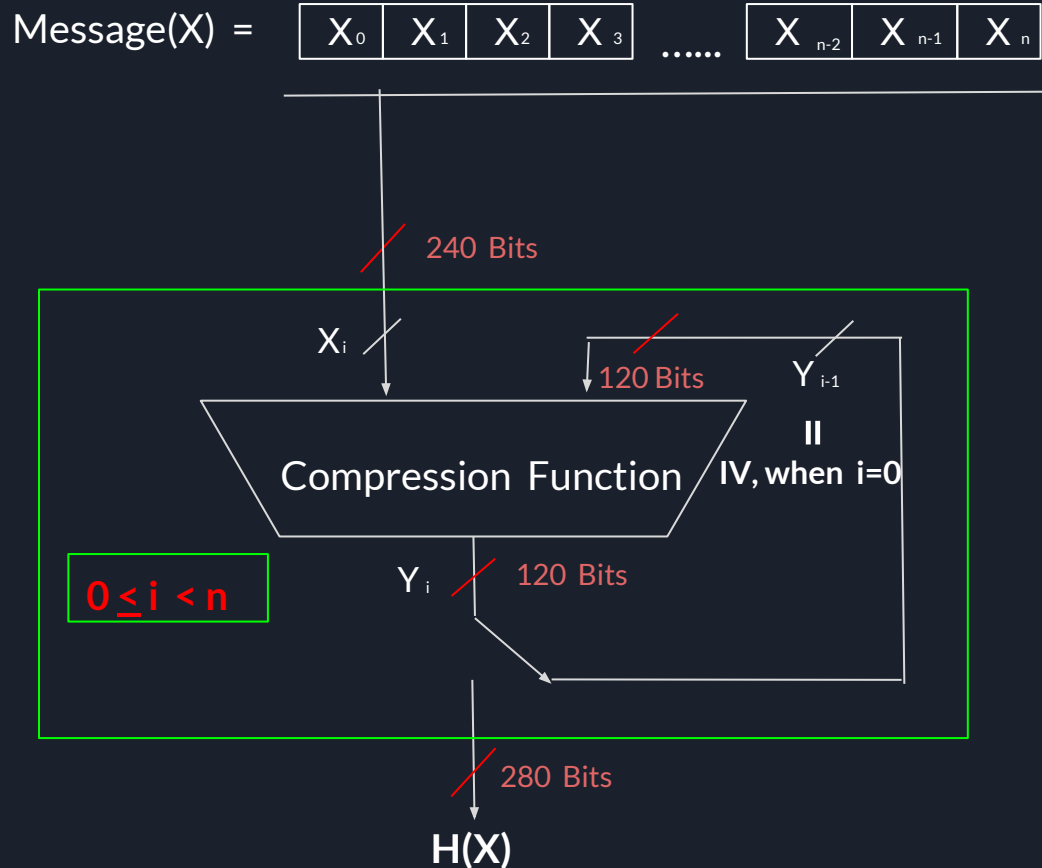 Message(X) = X₀ X₁ X₂ X ₃ ...... X ₙ₋₂ X ₙ₋₁ X ₙ
240 Bits
Xᵢ
120 Bits
Y ᵢ₋₁
II
IV, when i=0
Compression Function
Y ᵢ
120 Bits
0 ≤ i < n
280 Bits
H(X)